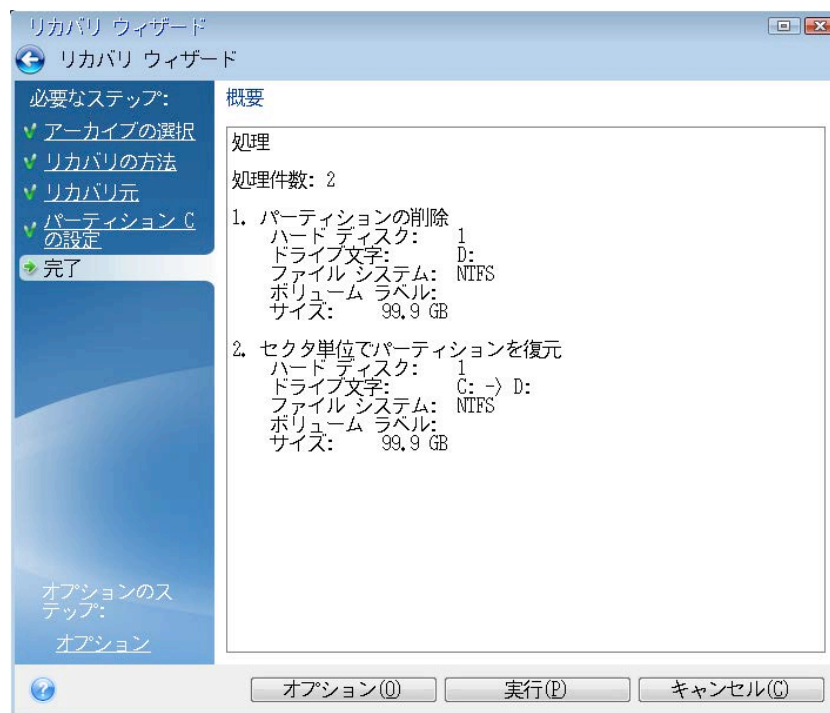 リカバリ ウィザード
リカバリ ウィザード
必要なステップ:
アーカイブの選択
リカバリの方法
リカバリ元
パーティション C
の設定
完了
概要
処理
処理件数: 2
1. パーティションの削除
ハード ディスク: 1
ドライブ文字: D:
ファイル システム: NTFS
ボリューム ラベル:
サイズ: 99.9 GB
2. セクタ単位でパーティションを復元
ハード ディスク: 1
ドライブ文字: C: -> D:
ファイル システム: NTFS
ボリューム ラベル:
サイズ: 99.9 GB
オプションのス
テップ:
オプション
オプション(O)
実行(P)
キャンセル(C)